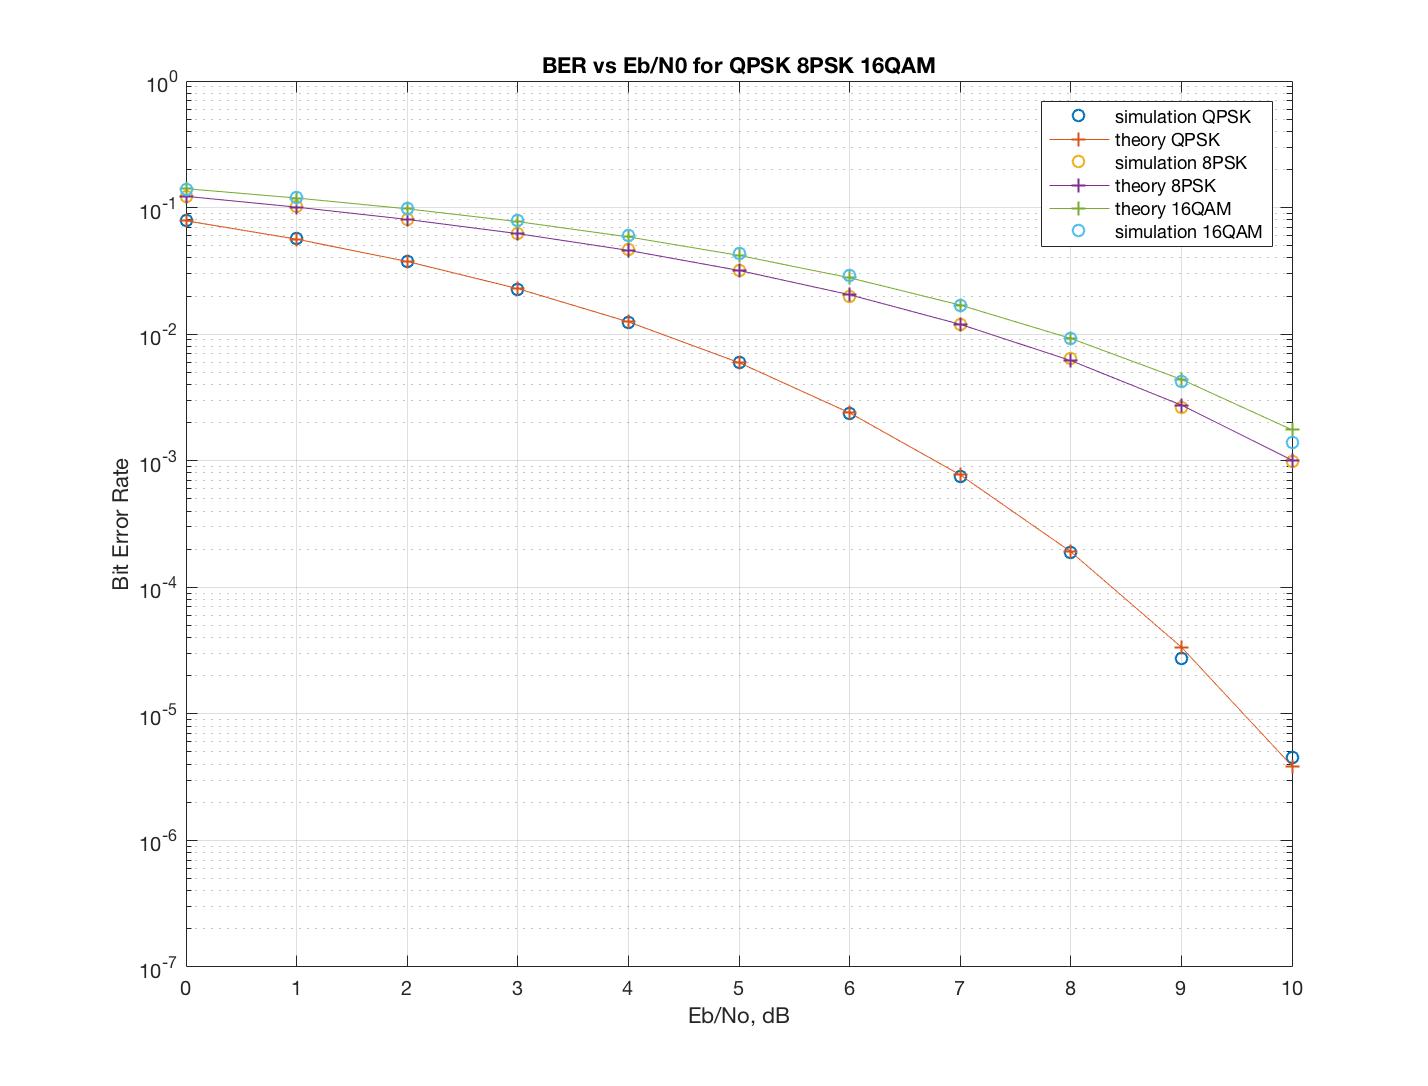 BER vs Eb/N0 for QPSK 8PSK 16QAM
10^0
10^-1
10^-2
10^-3
10^-4
10^-5
10^-6
10^-7
Bit Error Rate
simulation QPSK
theory QPSK
simulation 8PSK
theory 8PSK
theory 16QAM
simulation 16QAM
0 1 2 3 4 5 6 7 8 9 10
Eb/No, dB